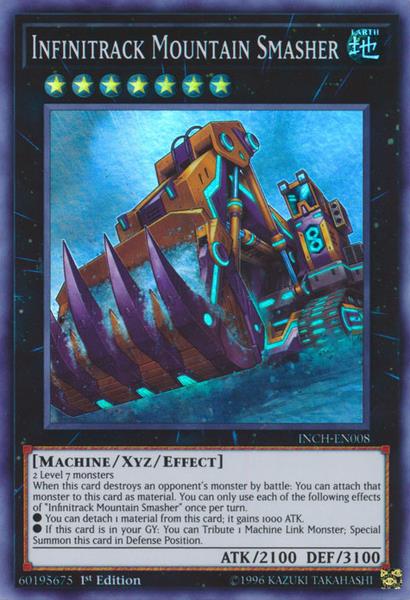 INFINITRACK MOUNTAIN SMASHER
EARTH
地
8
INCH-EN008
[MACHINE/XYZ/EFFECT]
2 Level 7 monsters
When this card destroys an opponent's monster by battle: You can attach that
monster to this card as material. You can only use each of the following effects
of "Infinitrack Mountain Smasher" once per turn.
● You can detach 1 material from this card; it gains 1000 ATK.
● If this card is in your GY: You can Tribute 1 Machine Link Monster; Special
Summon this card in Defense Position.
ATK/2100 DEF/3100
60195675 1st Edition ©1996 KAZUKI TAKAHASHI